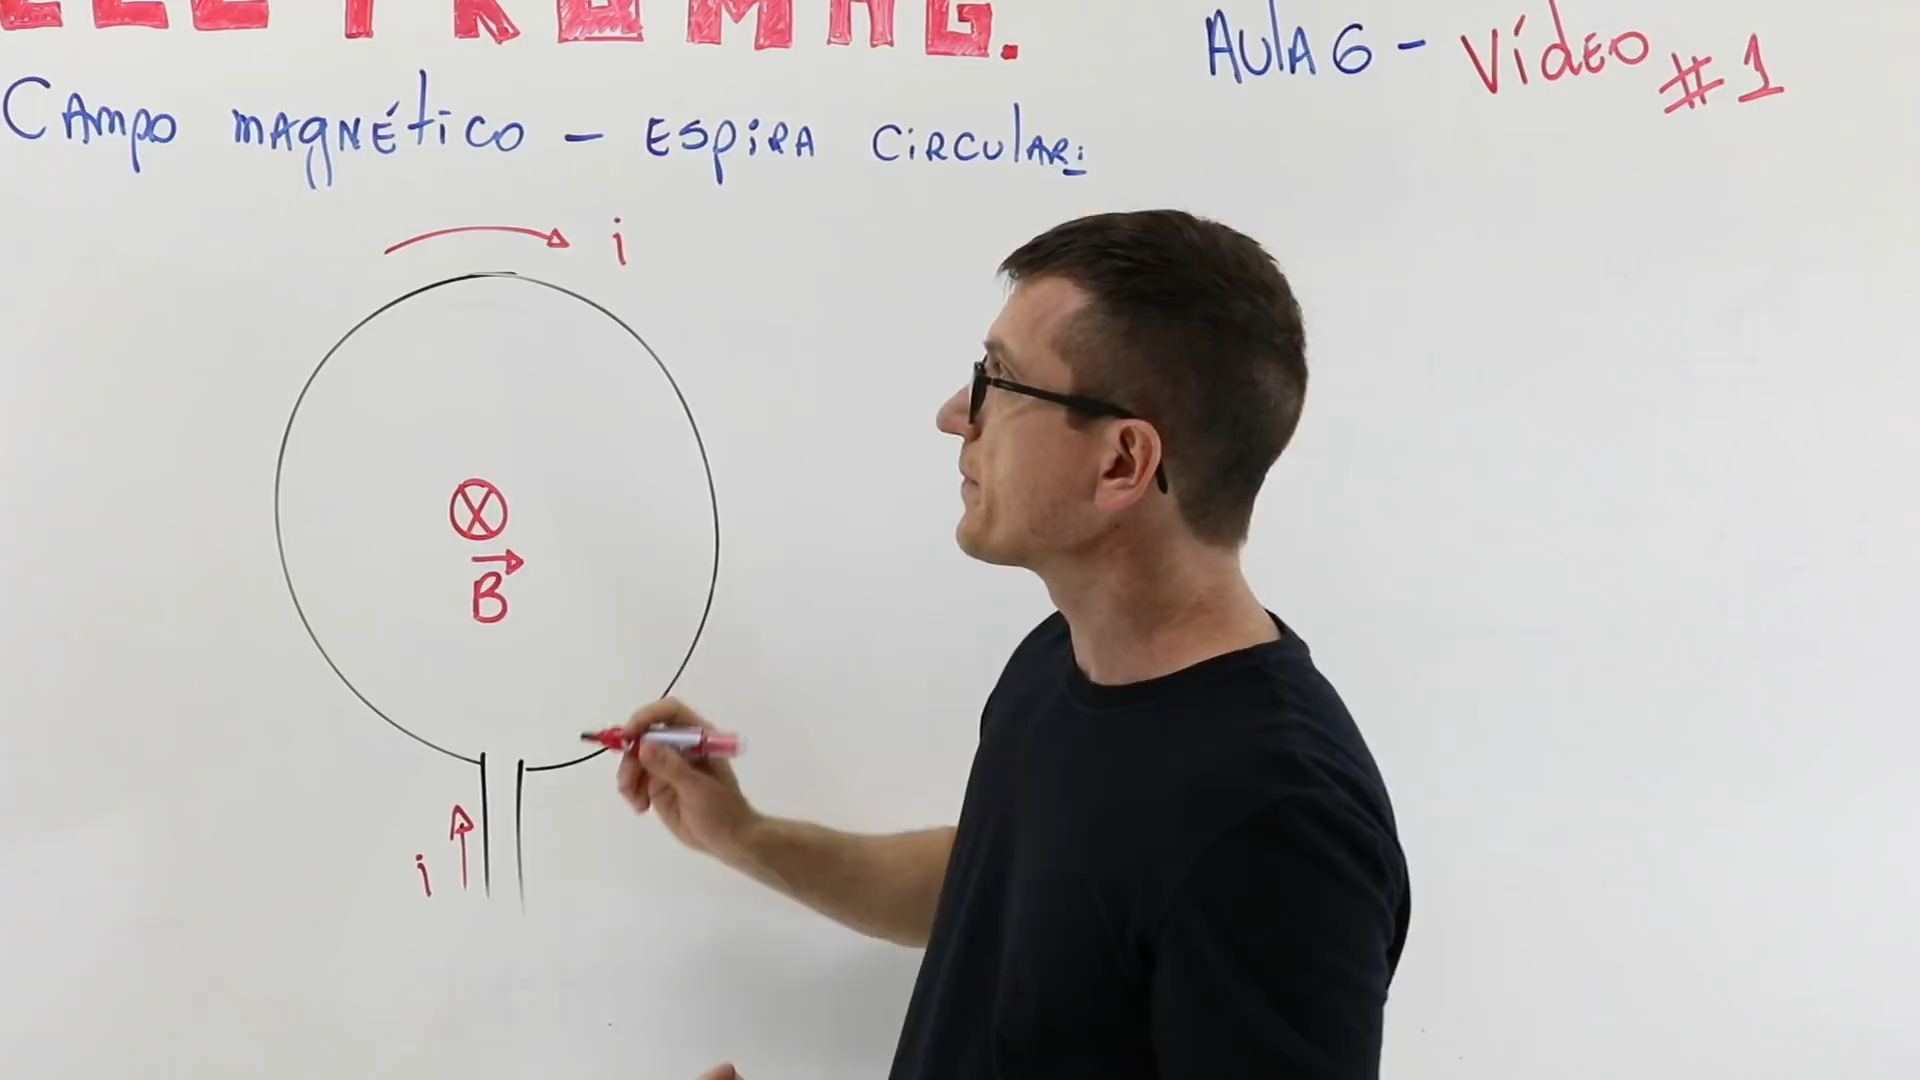 ELETROMAG.
AULA 6 - Vídeo #1
Campo magnético - espira circular:
i
B
i